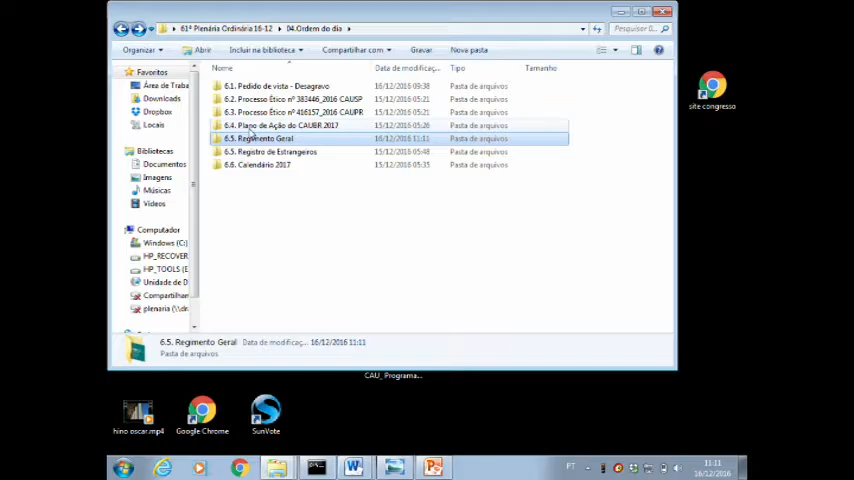 61ª Plenária Ordinária 16-12 ▸ 04.Ordem do dia ▸
Pesquisar 0...
Organizar
Abrir
Incluir na biblioteca
Compartilhar com
Gravar
Nova pasta
Nome
Data de modificaç...
Tipo
Tamanho
Favoritos
Área de Traba
Downloads
Dropbox
Locais
Bibliotecas
Documentos
Imagens
Músicas
Vídeos
Computador
Windows (C:)
HP_RECOVER
HP_TOOLS (E
Unidade de D
Compartilhar
plenaria (\\dra
6.1. Pedido de vista - Desagravo 16/12/2016 09:38 Pasta de arquivos
6.2. Processo Ético nº 383446_2016 CAUSP 15/12/2016 05:21 Pasta de arquivos
6.3. Processo Ético nº 416157_2016 CAUPR 15/12/2016 05:21 Pasta de arquivos
6.4. Plano de Ação do CAUBR 2017 15/12/2016 05:26 Pasta de arquivos
6.5. Regimento Geral 16/12/2016 11:11 Pasta de arquivos
6.5. Registro de Estrangeiros 15/12/2016 05:48 Pasta de arquivos
6.6. Calendário 2017 15/12/2016 05:35 Pasta de arquivos
6.5. Regimento Geral Data de modificaç... 16/12/2016 11:11
Pasta de arquivos
site congresso
CAU_ Programa...
hino oscar.mp4
Google Chrome
SunVote
PT
11:11
16/12/2016